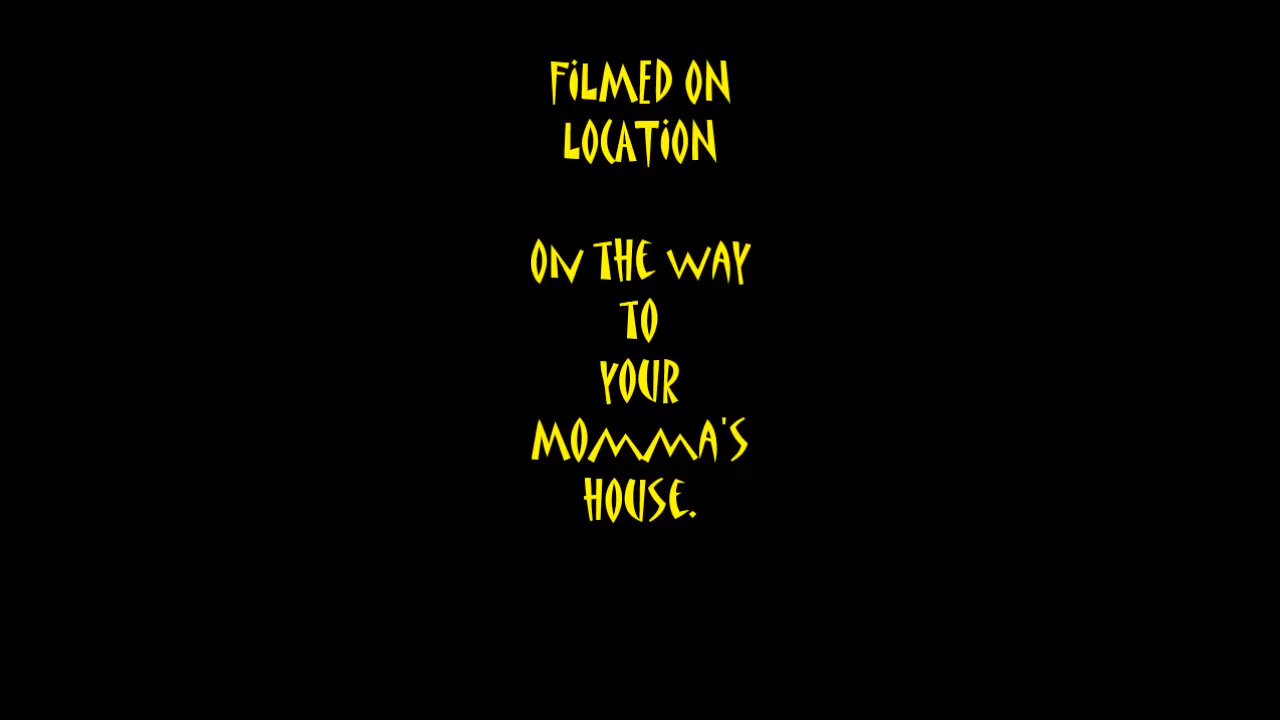 FILMED ON
LOCATION
ON THE WAY
TO
YOUR
MOMMA'S
HOUSE.